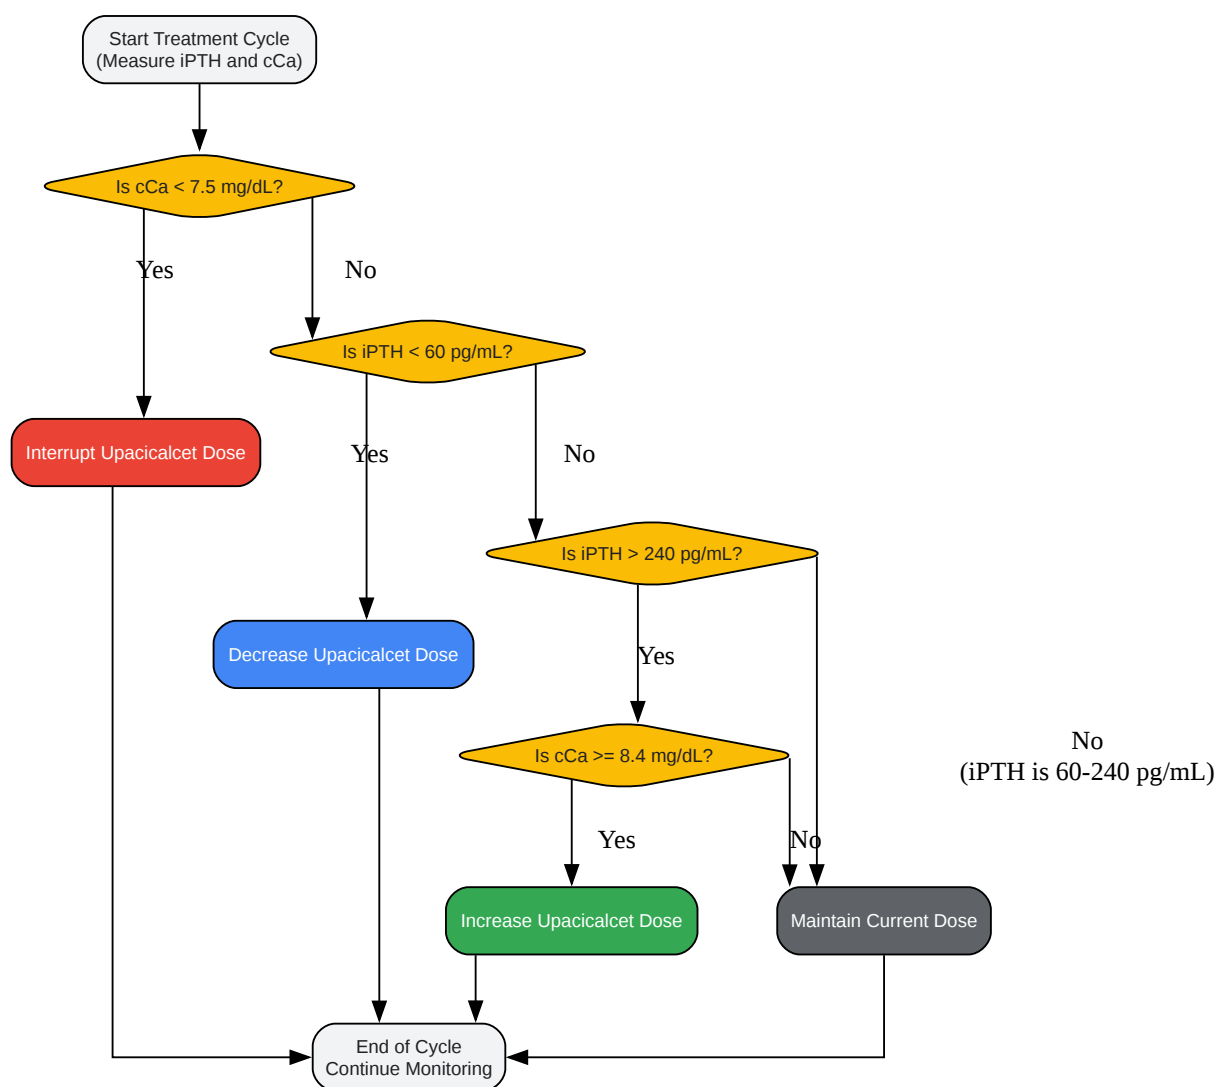 Start Treatment Cycle
(Measure iPTH and cCa)
Is cCa < 7.5 mg/dL?
Yes
No
Is iPTH < 60 pg/mL?
Interrupt Upacicalcet Dose
Yes
No
Is iPTH > 240 pg/mL?
Decrease Upacicalcet Dose
Yes
No
(iPTH is 60-240 pg/mL)
Is cCa >= 8.4 mg/dL?
Yes
No
Increase Upacicalcet Dose
Maintain Current Dose
End of Cycle
Continue Monitoring